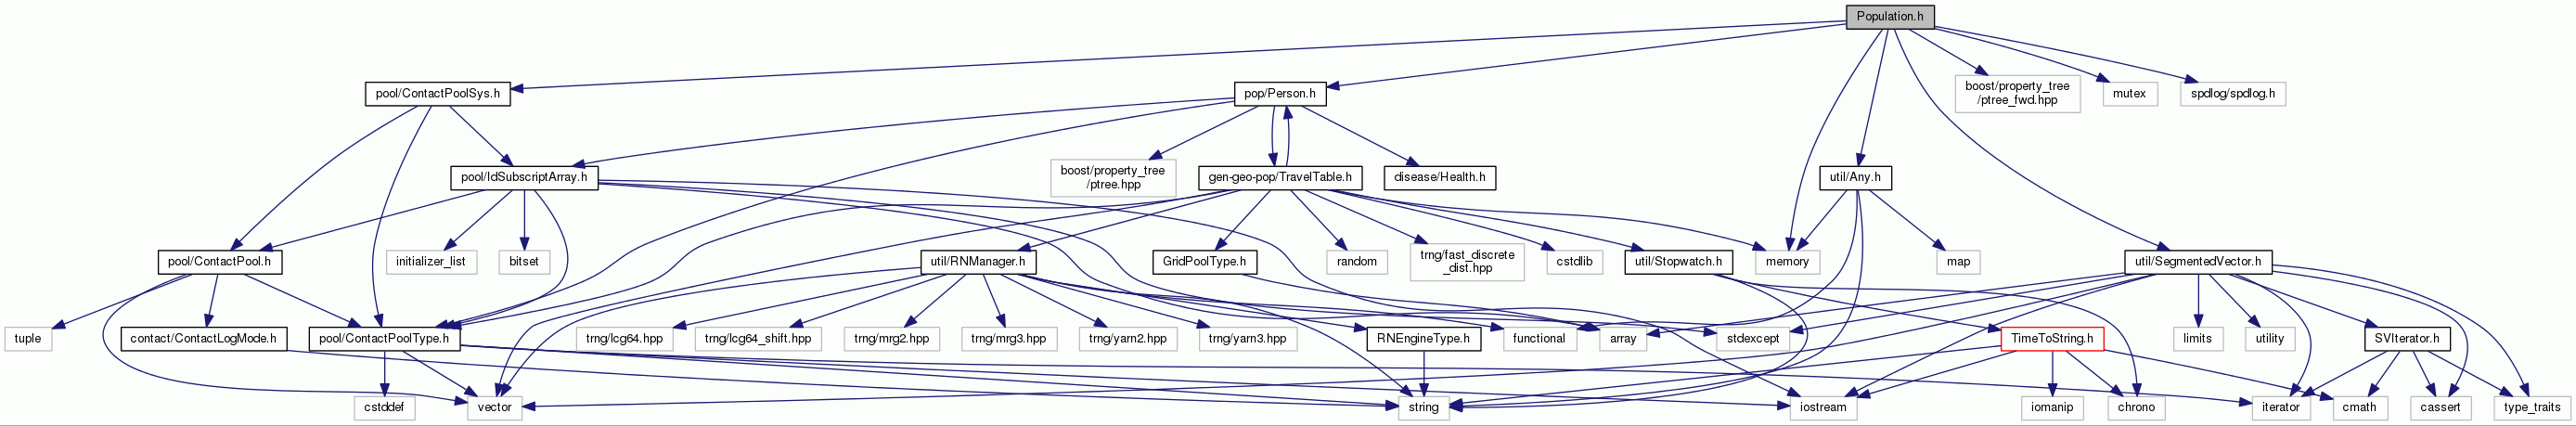 Population.h
pool/ContactPoolSys.h
pop/Person.h
boost/property_tree
/ptree_fwd.hpp
mutex
spdlog/spdlog.h
pool/IdSubscriptArray.h
boost/property_tree
/ptree.hpp
gen-geo-pop/TravelTable.h
disease/Health.h
util/Any.h
pool/ContactPool.h
initializer_list
bitset
util/RNManager.h
GridPoolType.h
random
trng/fast_discrete
_dist.hpp
cstdlib
util/Stopwatch.h
memory
map
util/SegmentedVector.h
tuple
contact/ContactLogMode.h
pool/ContactPoolType.h
trng/lcg64.hpp
trng/lcg64_shift.hpp
trng/mrg2.hpp
trng/mrg3.hpp
trng/yarn2.hpp
trng/yarn3.hpp
RNEngineType.h
functional
array
stdexcept
TimeToString.h
limits
utility
SVIterator.h
cstddef
vector
string
iostream
iomanip
chrono
iterator
cmath
cassert
type_traits